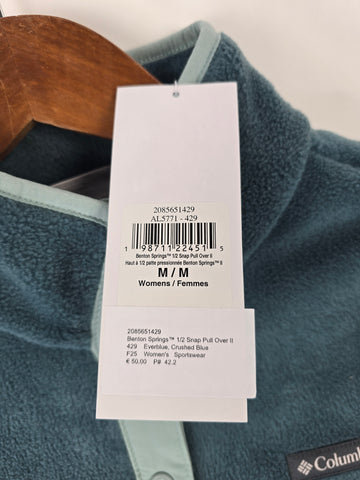 2085651429
AL5771 - 429
1 98711 22451 5
Benton Springs™ 1/2 Snap Pull Over II
Haut à 1/2 patte pressionnée Benton Springs™ II
M / M
Womens / Femmes
2085651429
Benton Springs™ 1/2 Snap Pull Over II
429 Everblue, Crushed Blue
F25 Women's Sportswear
€ 50.00 P# 42.2
Columb